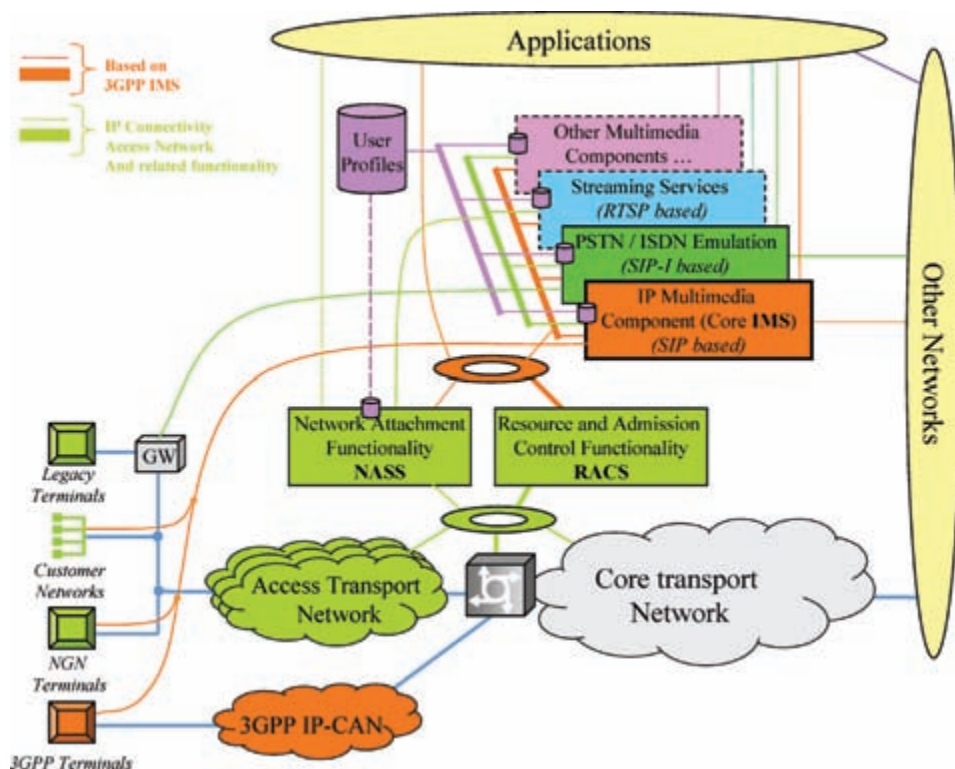 Applications
Based on
3GPP IMS
IP Connectivity
Access Network
And related functionality
User
Profiles
Other Multimedia
Components ...
Streaming Services
(RTSP based)
PSTN / ISDN Emulation
(SIP-I based)
IP Multimedia
Component (Core IMS)
(SIP based)
Other Networks
Network Attachment
Functionality
NASS
Resource and Admission
Control Functionality
RACS
GW
Legacy
Terminals
Customer
Networks
NGN
Terminals
3GPP Terminals
Access Transport
Network
Core transport
Network
3GPP IP-CAN